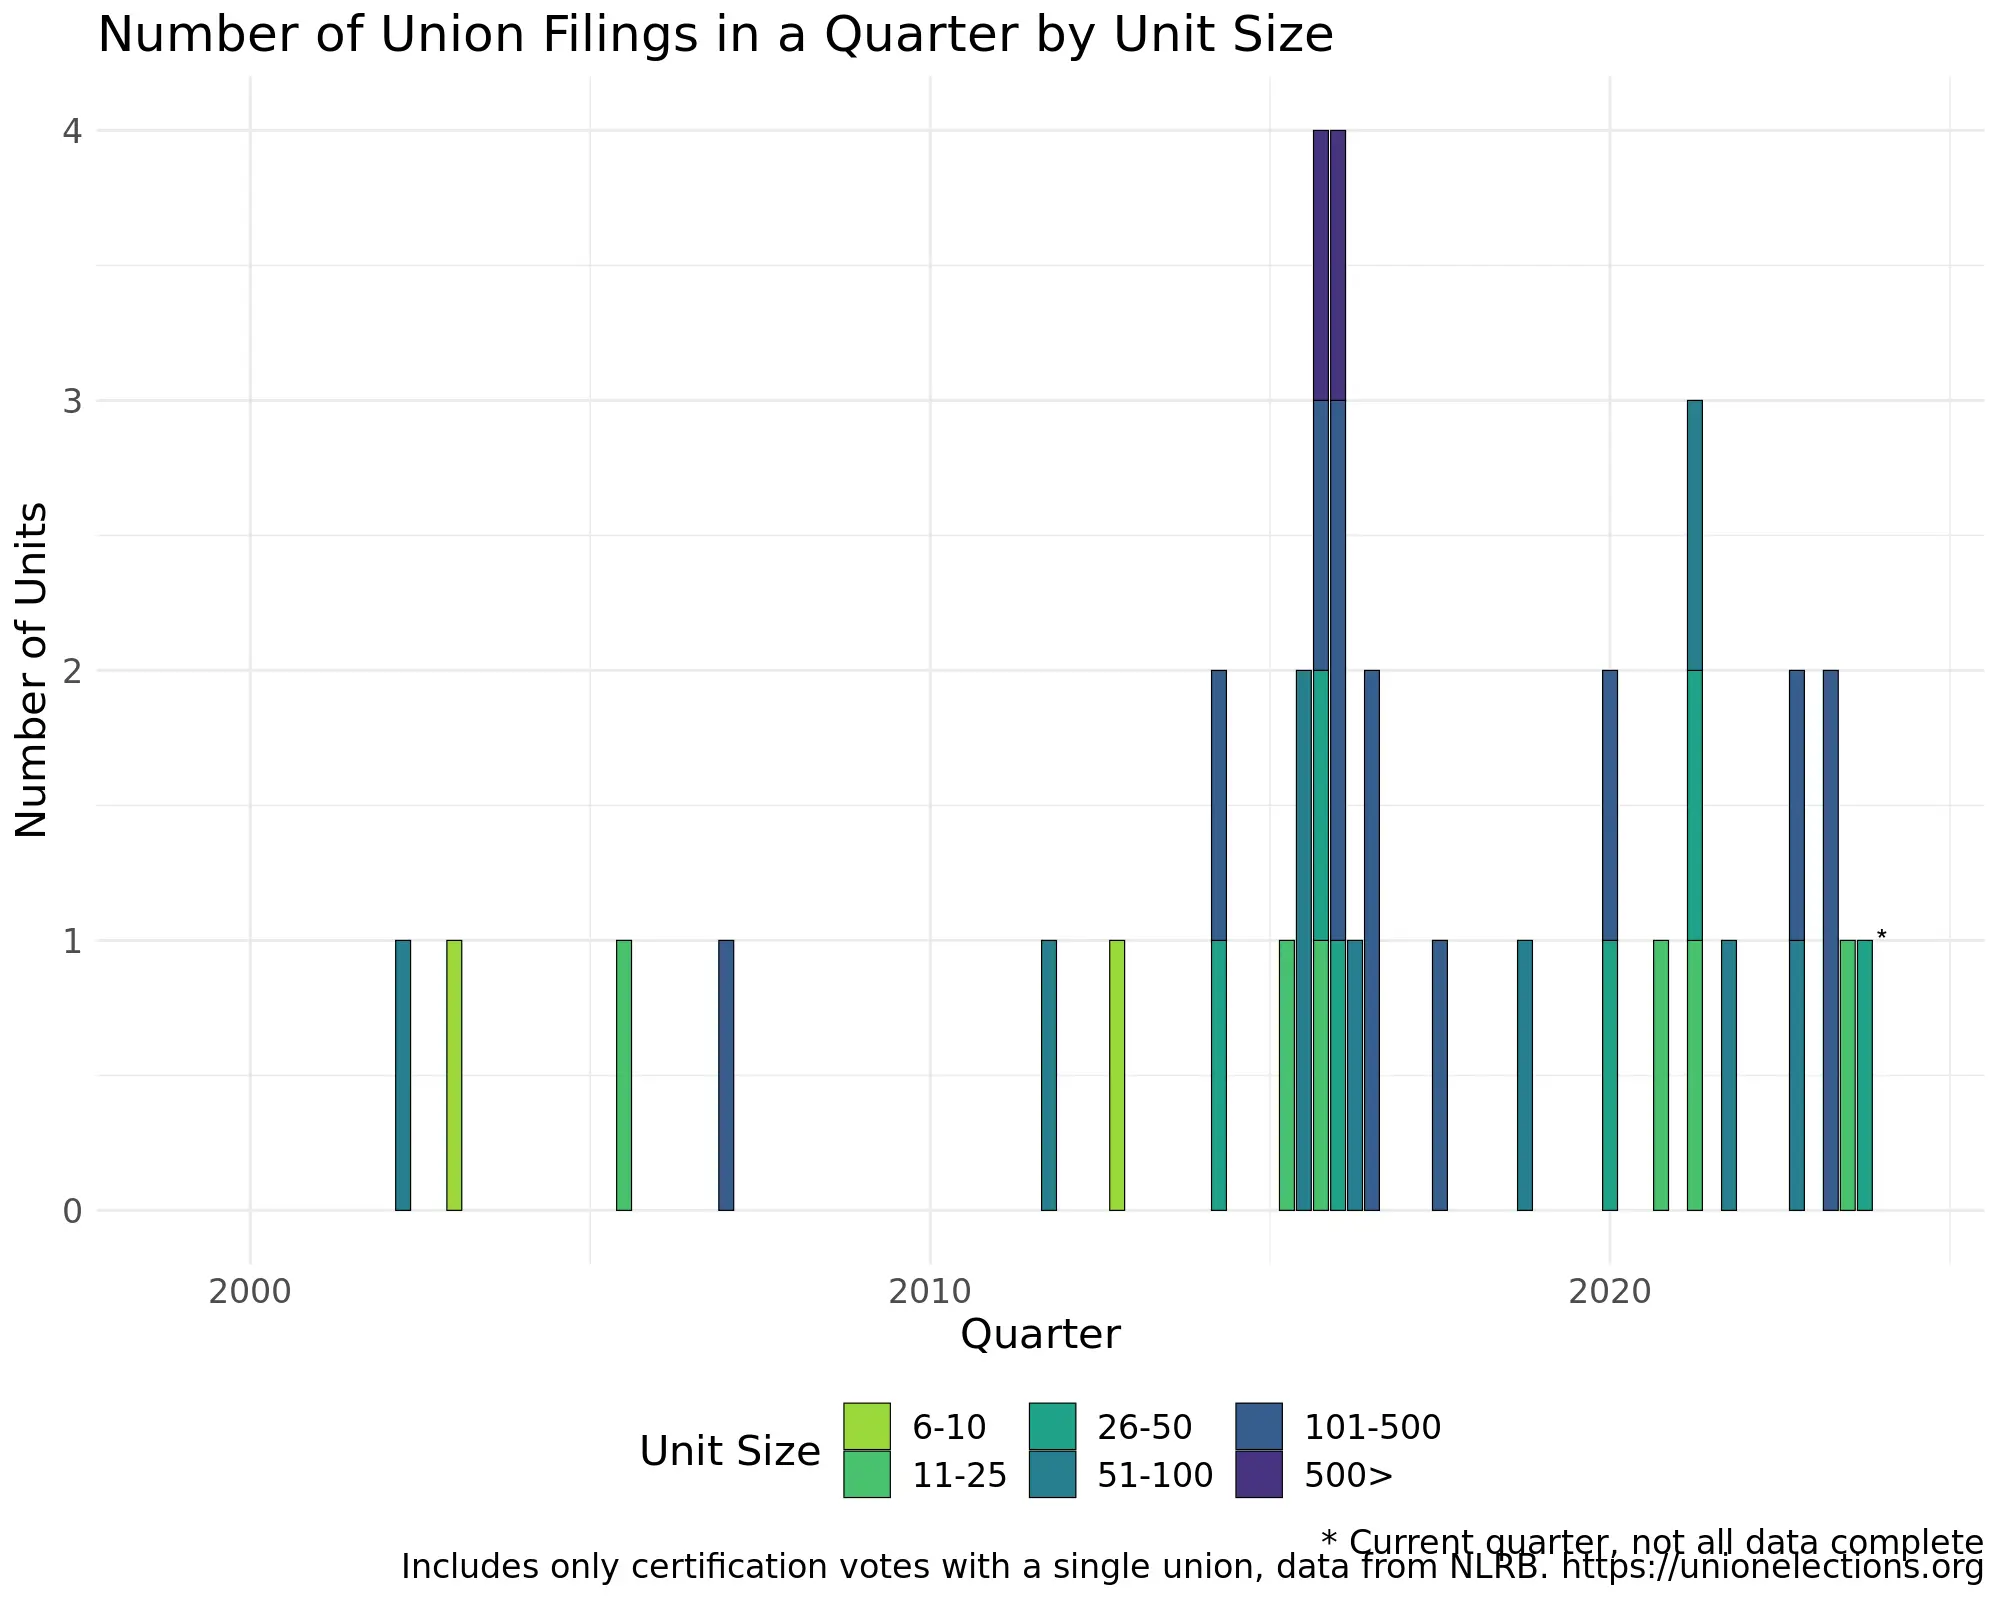 Number of Union Filings in a Quarter by Unit Size
Number of Units
4
3
2
1
0
*
2000 2010 2020
Quarter
Unit Size
6-10 26-50 101-500
11-25 51-100 500>
* Current quarter, not all data complete
Includes only certification votes with a single union, data from NLRB. https://unionelections.org